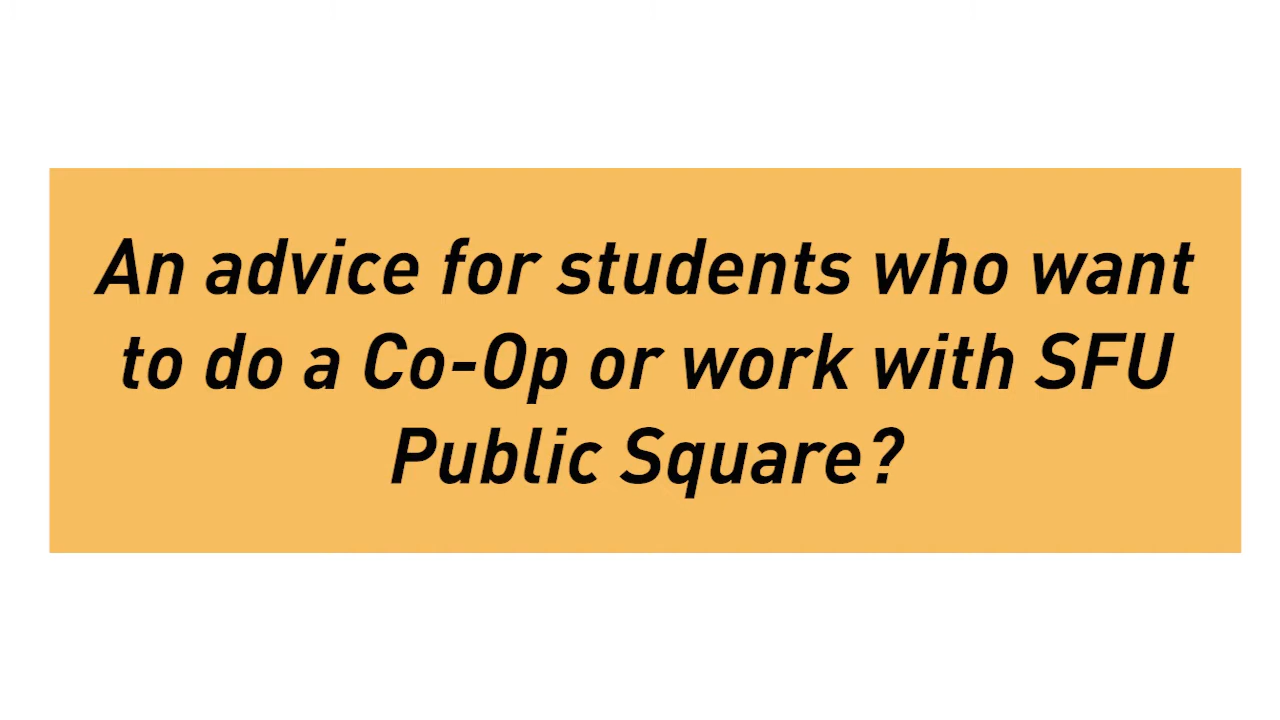 An advice for students who want
to do a Co-Op or work with SFU
Public Square?